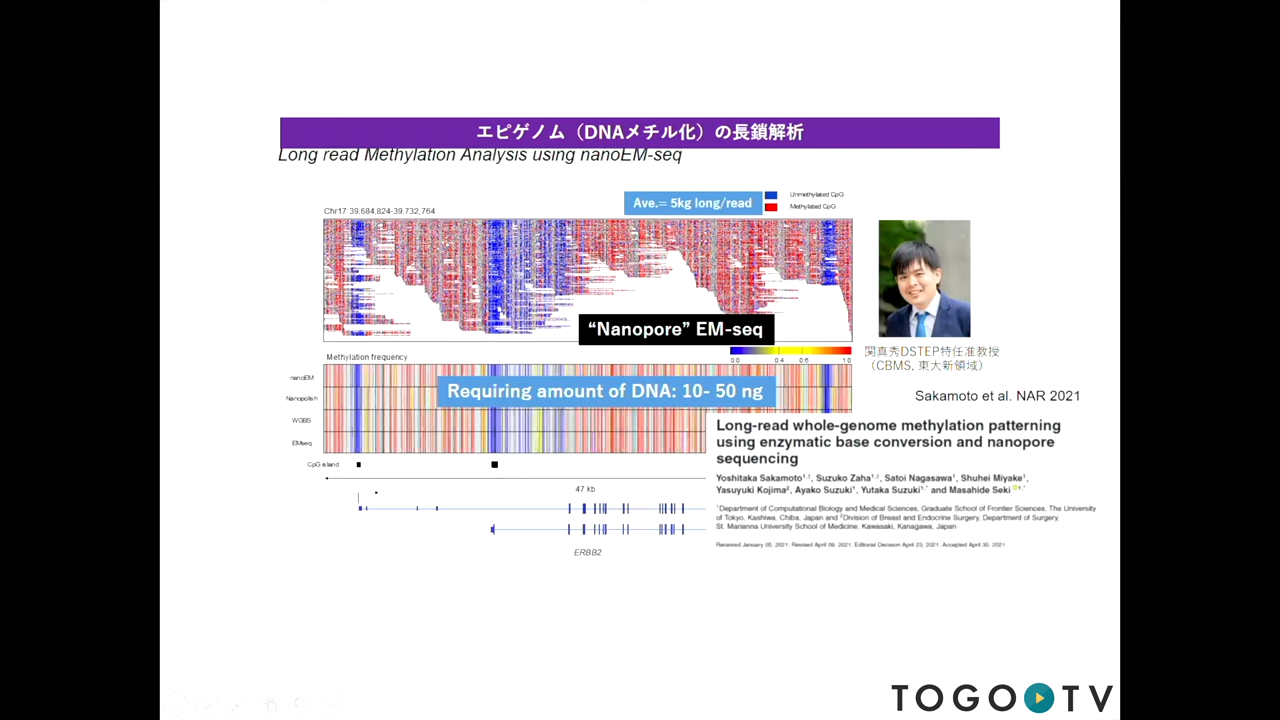 エピゲノム（DNAメチル化）の長鎖解析
Long read Methylation Analysis using nanoEM-seq
Ave.= 5kg long/read
Unmethylated CpG
Methylated CpG
Chr17 39,684,824-39,732,764
“Nanopore” EM-seq
Methylation frequency
0.0 0.4 0.6 1.0
nanoEM
Nanopolish
WGBS
EMseq
Requiring amount of DNA: 10- 50 ng
CpG island
47 kb
ERBB2
関真秀DSTEP特任准教授
（CBMS, 東大新領域）
Sakamoto et al. NAR 2021
Long-read whole-genome methylation patterning
using enzymatic base conversion and nanopore
sequencing
Yoshitaka Sakamoto1,†, Suzuko Zaha1,†, Satoi Nagasawa1, Shuhei Miyake1,
Yasuyuki Kojima2, Ayako Suzuki1, Yutaka Suzuki1,* and Masahide Seki1,*
1Department of Computational Biology and Medical Sciences, Graduate School of Frontier Sciences, The University
of Tokyo, Kashiwa, Chiba, Japan and 2Division of Breast and Endocrine Surgery, Department of Surgery,
St. Marianna University School of Medicine, Kawasaki, Kanagawa, Japan
Received January 05, 2021; Revised April 09, 2021; Editorial Decision April 23, 2021; Accepted April 30, 2021
TOGO TV